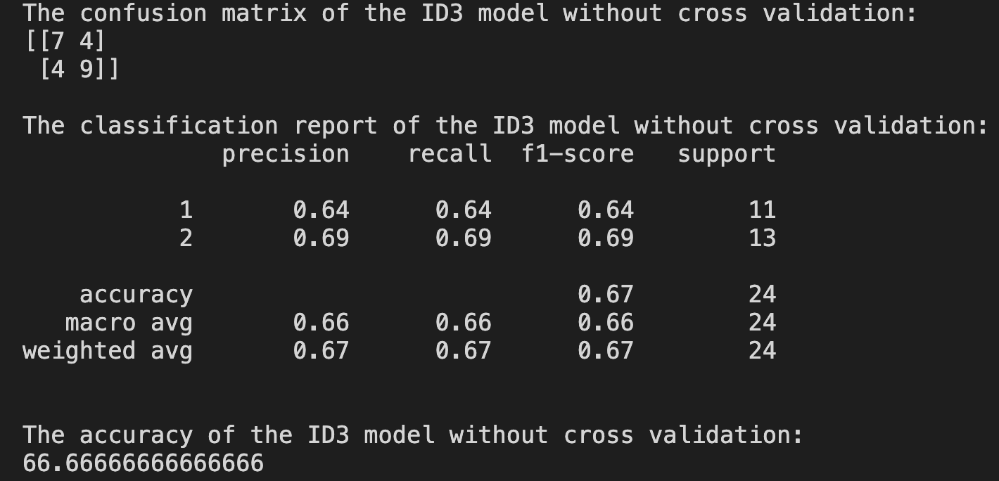 The confusion matrix of the ID3 model without cross validation:
[[7 4]
 [4 9]]
The classification report of the ID3 model without cross validation:
              precision    recall  f1-score   support
           1       0.64      0.64      0.64        11
           2       0.69      0.69      0.69        13
    accuracy                           0.67        24
   macro avg       0.66      0.66      0.66        24
weighted avg       0.67      0.67      0.67        24
The accuracy of the ID3 model without cross validation:
66.66666666666666